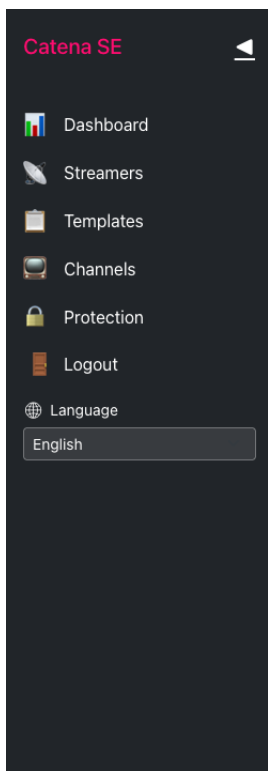 Catena SE
Dashboard
Streamers
Templates
Channels
Protection
Logout
Language
English